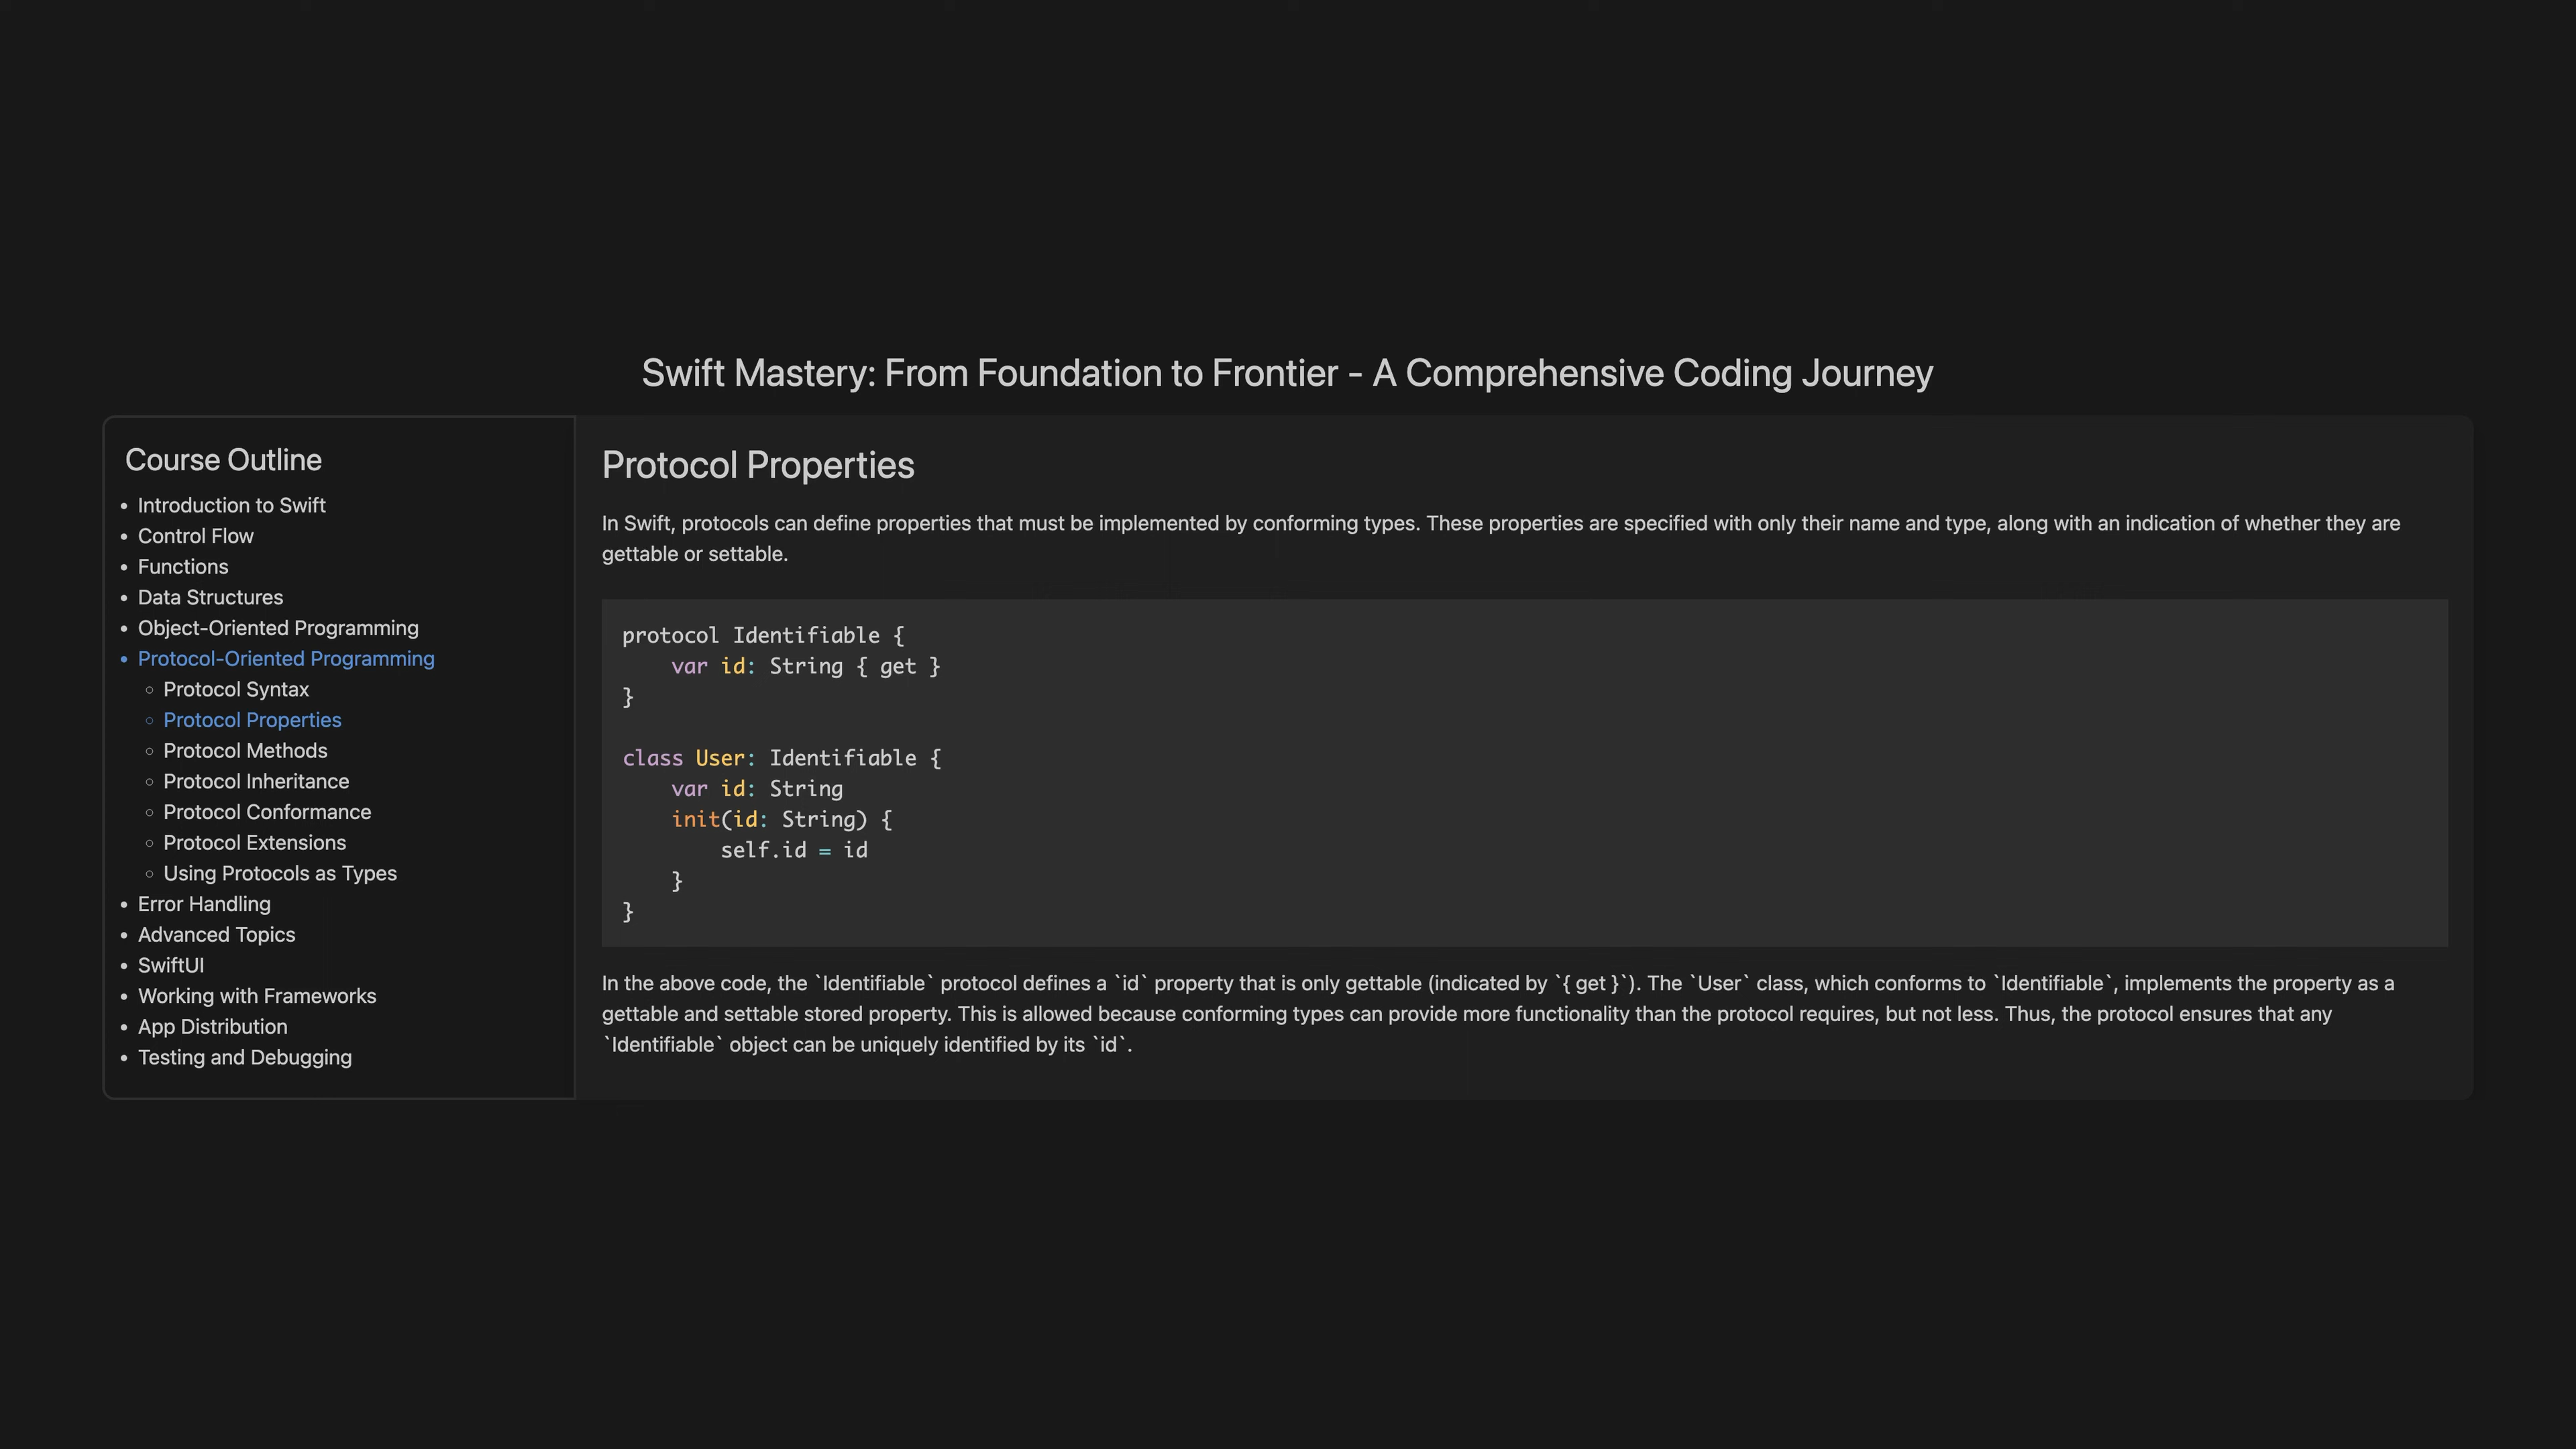 Swift Mastery: From Foundation to Frontier - A Comprehensive Coding Journey
Course Outline
• Introduction to Swift
• Control Flow
• Functions
• Data Structures
• Object-Oriented Programming
• Protocol-Oriented Programming
◦ Protocol Syntax
◦ Protocol Properties
◦ Protocol Methods
◦ Protocol Inheritance
◦ Protocol Conformance
◦ Protocol Extensions
◦ Using Protocols as Types
• Error Handling
• Advanced Topics
• SwiftUI
• Working with Frameworks
• App Distribution
• Testing and Debugging
Protocol Properties
In Swift, protocols can define properties that must be implemented by conforming types. These properties are specified with only their name and type, along with an indication of whether they are
gettable or settable.
protocol Identifiable {
    var id: String { get }
}
class User: Identifiable {
    var id: String
    init(id: String) {
        self.id = id
    }
}
In the above code, the `Identifiable` protocol defines a `id` property that is only gettable (indicated by `{ get }`). The `User` class, which conforms to `Identifiable`, implements the property as a
gettable and settable stored property. This is allowed because conforming types can provide more functionality than the protocol requires, but not less. Thus, the protocol ensures that any
`Identifiable` object can be uniquely identified by its `id`.